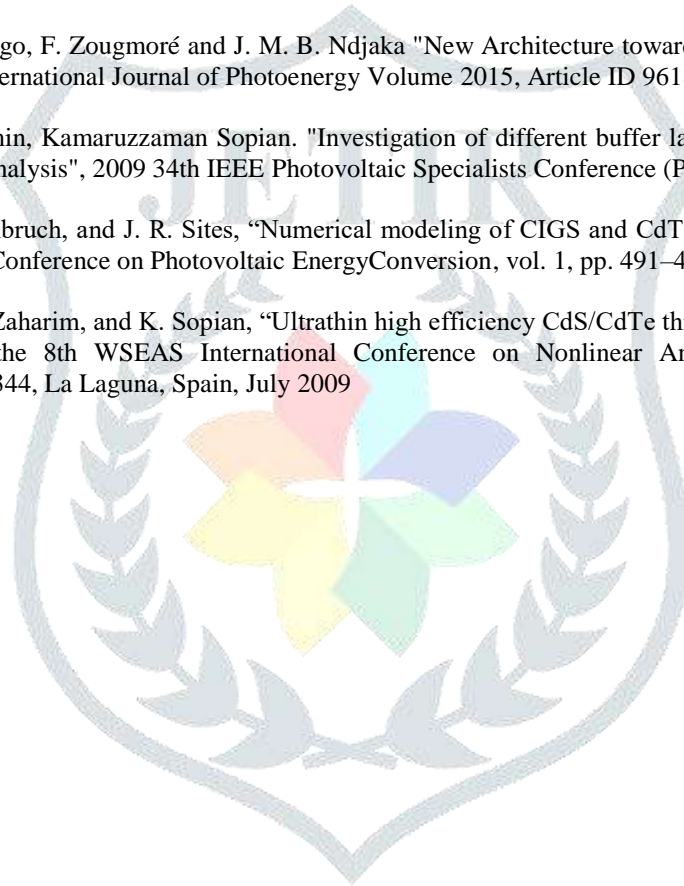 go, F. Zougmoré and J. M. B. Ndjaka "New Architecture towar
ernational Journal of Photoenergy Volume 2015, Article ID 961
in, Kamaruzzaman Sopian. "Investigation of different buffer la
nalysis", 2009 34th IEEE Photovoltaic Specialists Conference (P
bruch, and J. R. Sites, “Numerical modeling of CIGS and CdT
Conference on Photovoltaic EnergyConversion, vol. 1, pp. 491–4
Zaharim, and K. Sopian, “Ultrathin high efficiency CdS/CdTe th
the 8th WSEAS International Conference on Nonlinear An
344, La Laguna, Spain, July 2009
JETIR